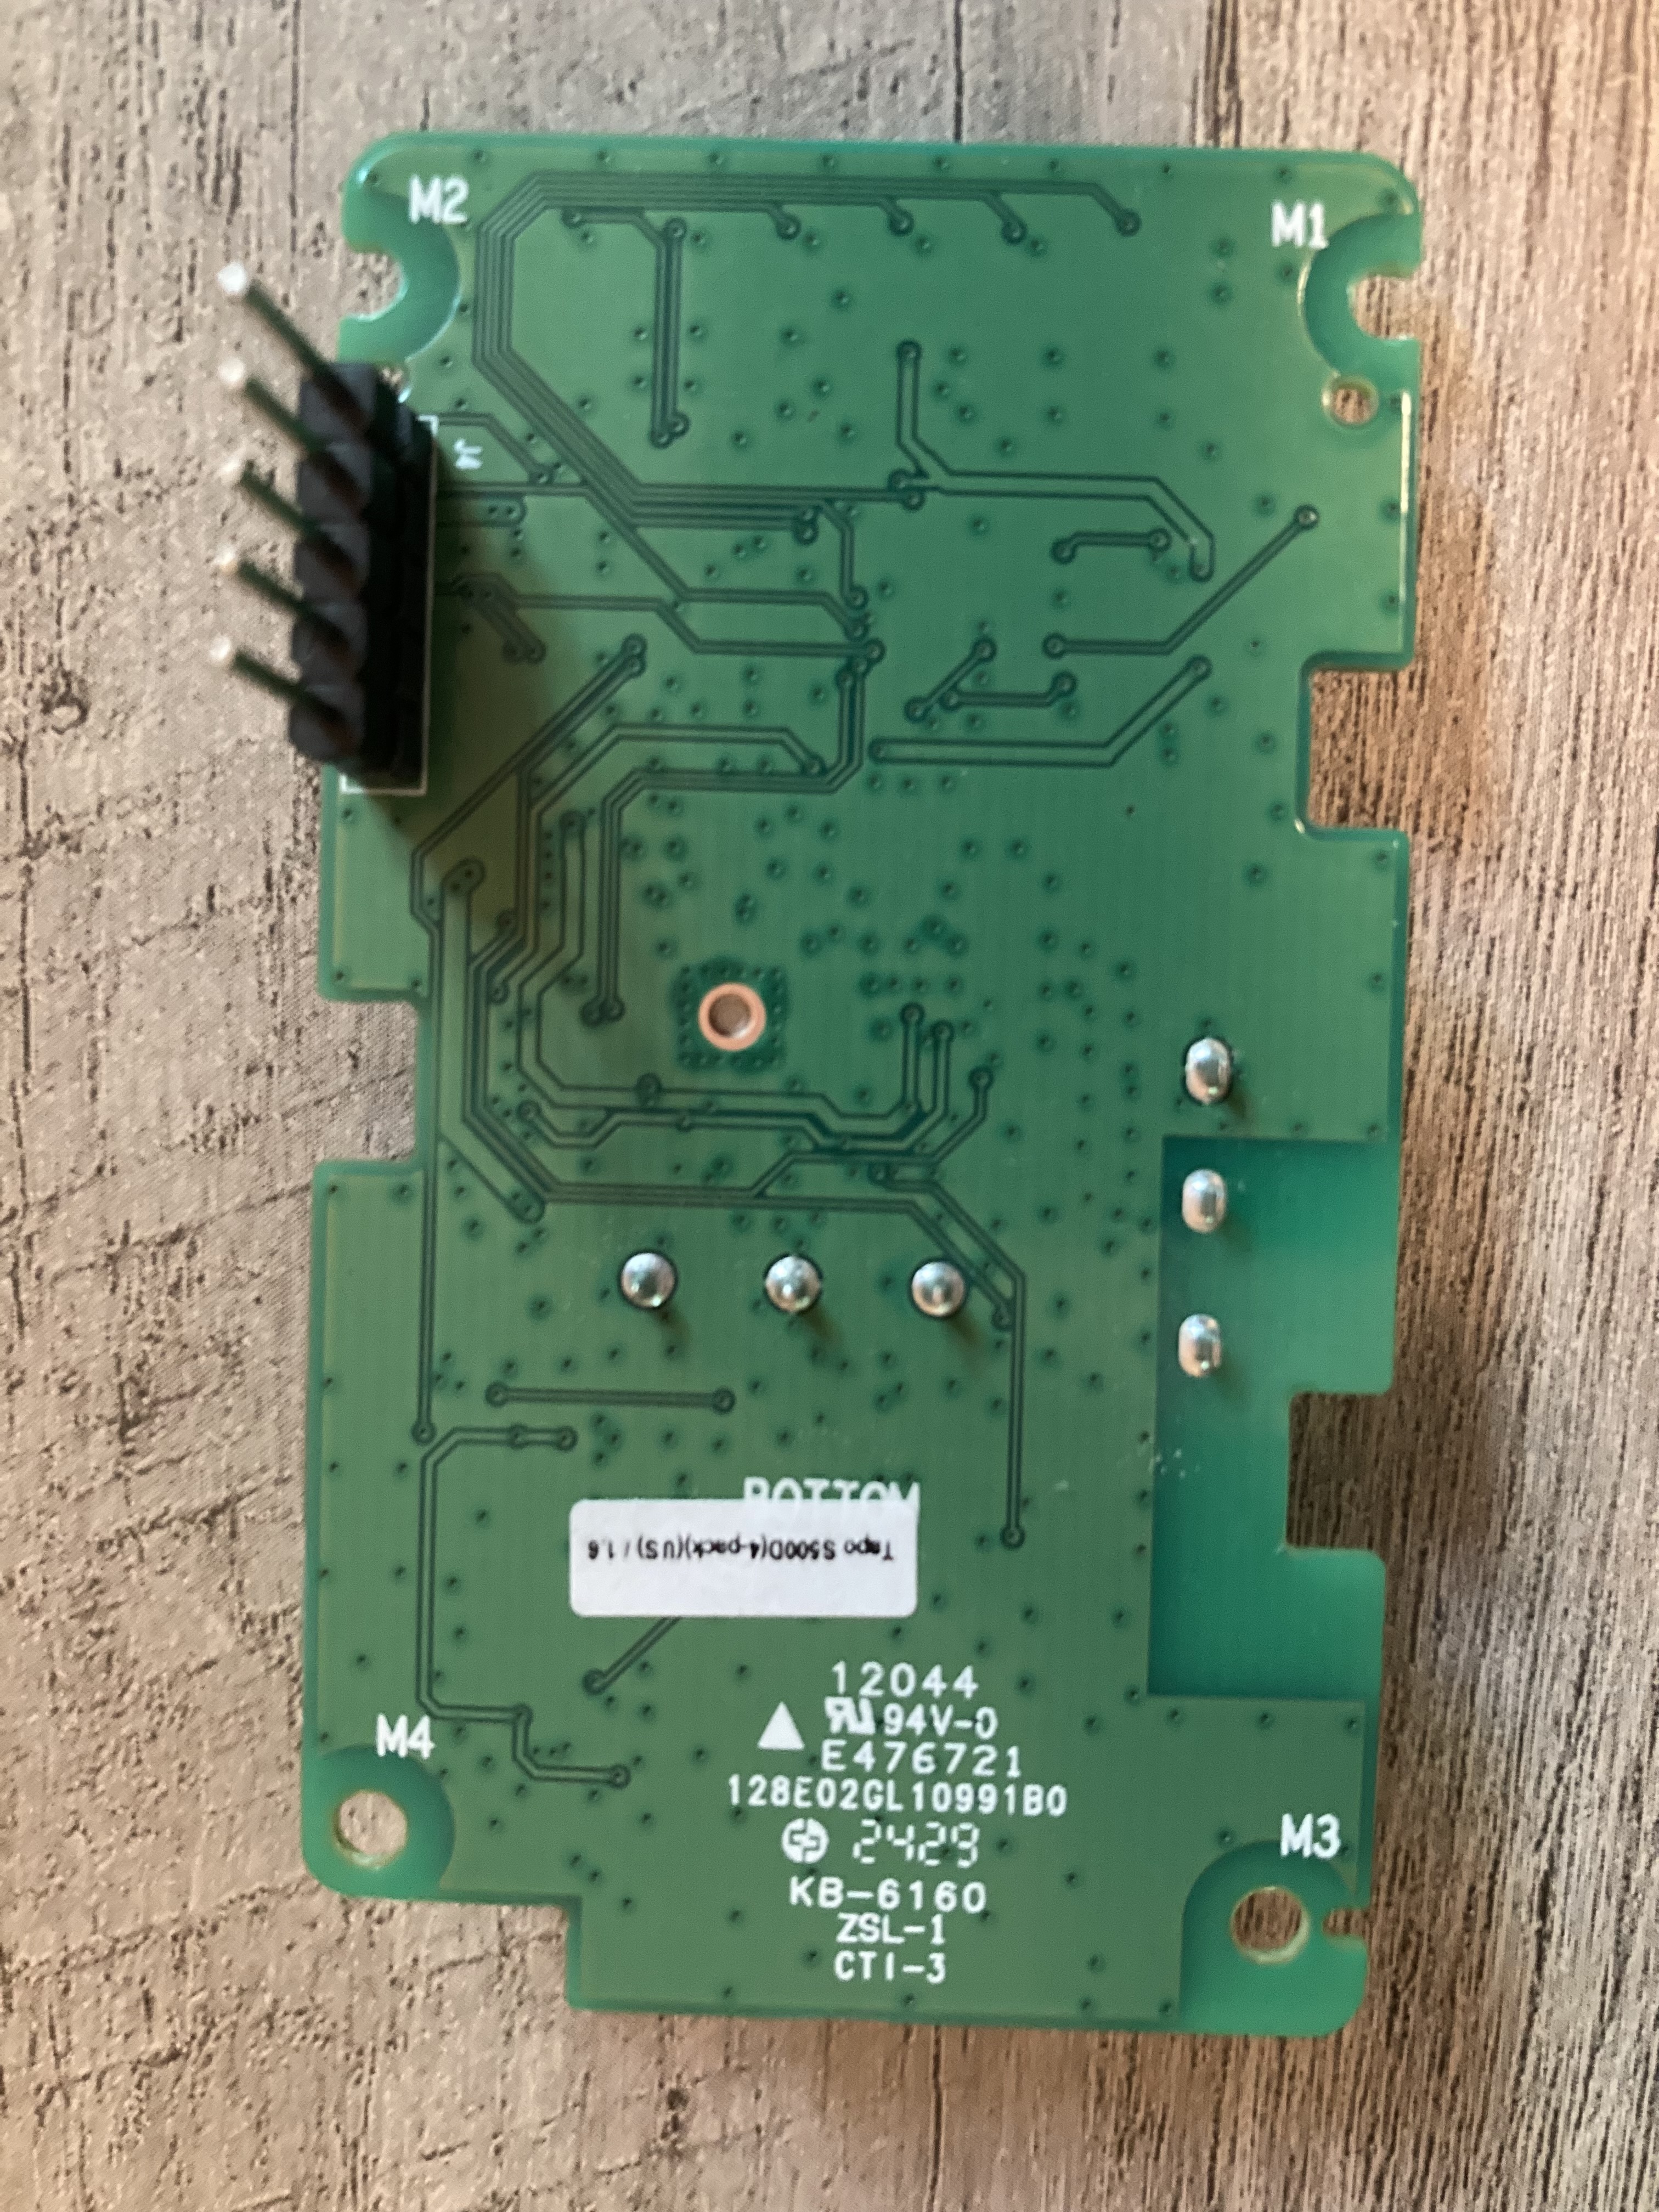 M2
M1
J4
BOTTOM
Tapo S500D(4-pack)(US) / 1.6
12044
94V-0
E476721
128E02GL10991B0
2429
KB-6160
ZSL-1
CTI-3
M4
M3